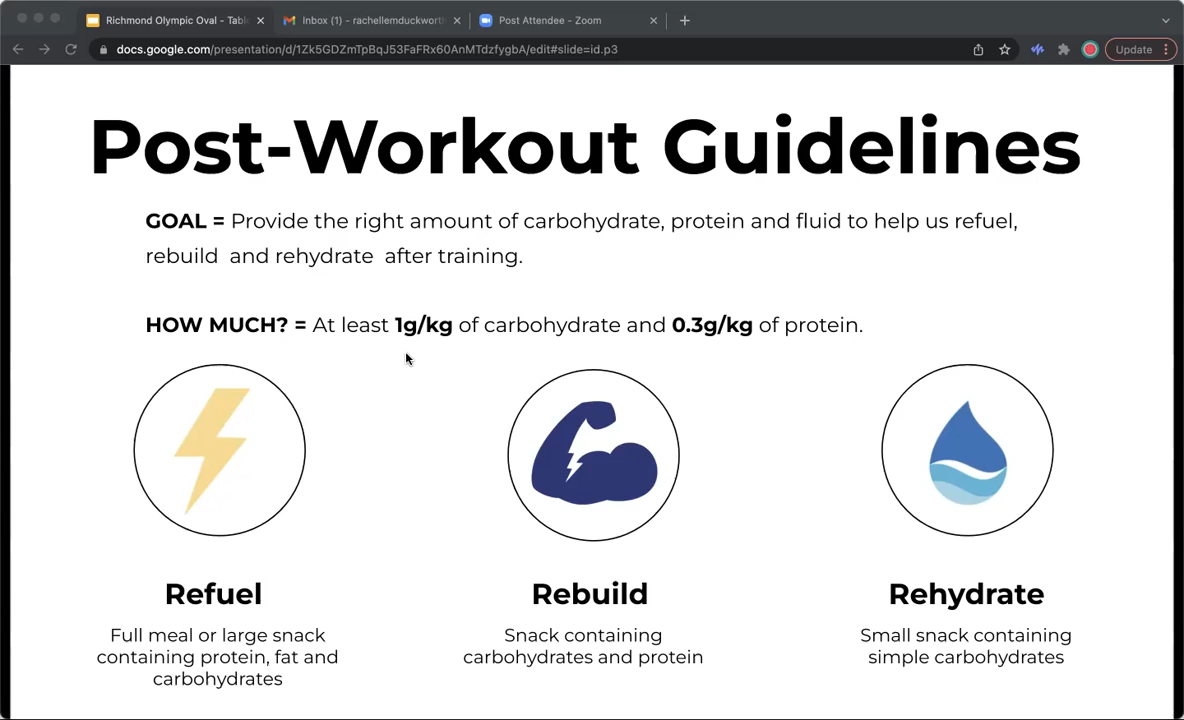 Richmond Olympic Oval - Table
Inbox (1) - rachellemduckworth
Post Attendee - Zoom
docs.google.com/presentation/d/1Zk5GDZmTpBqJ53FaFRx60AnMTdzfygbA/edit#slide=id.p3
Update
Post-Workout Guidelines
GOAL = Provide the right amount of carbohydrate, protein and fluid to help us refuel,
rebuild and rehydrate after training.
HOW MUCH? = At least 1g/kg of carbohydrate and 0.3g/kg of protein.
Refuel
Full meal or large snack
containing protein, fat and
carbohydrates
Rebuild
Snack containing
carbohydrates and protein
Rehydrate
Small snack containing
simple carbohydrates